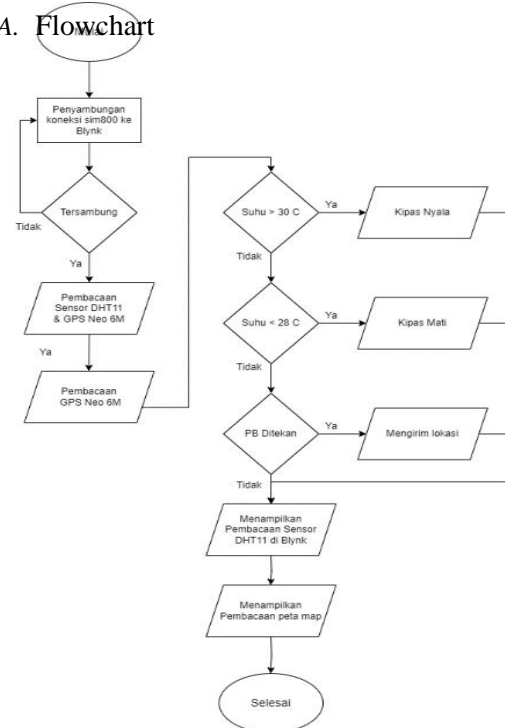 A. Flowchart
Penyambungan
koneksi sim800 ke
Blynk
Tersambung
Tidak
Ya
Pembacaan
Sensor DHT11
& GPS Neo 6M
Ya
Pembacaan
GPS Neo 6M
Suhu > 30 C
Ya
Kipas Nyala
Tidak
Suhu < 28 C
Ya
Kipas Mati
Tidak
PB Ditekan
Ya
Mengirim lokasi
Tidak
Menampilkan
Pembacaan Sensor
DHT11 di Blynk
Menampilkan
Pembacaan peta map
Selesai